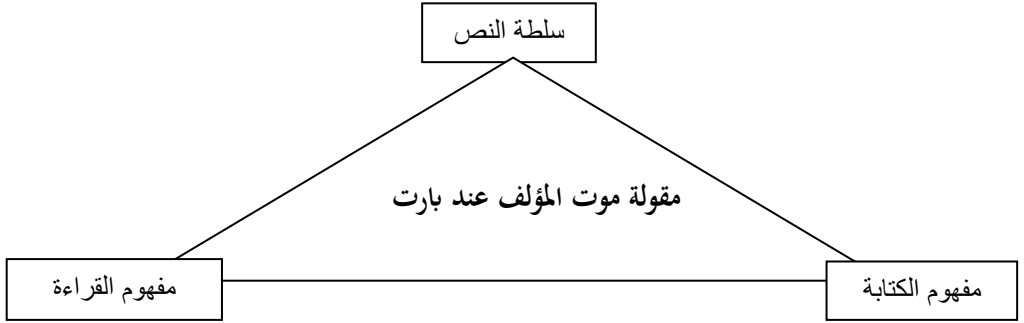 سلطة النص
مقولة موت المؤلف عند بارت
مفهوم الكتابة
مفهوم القراءة